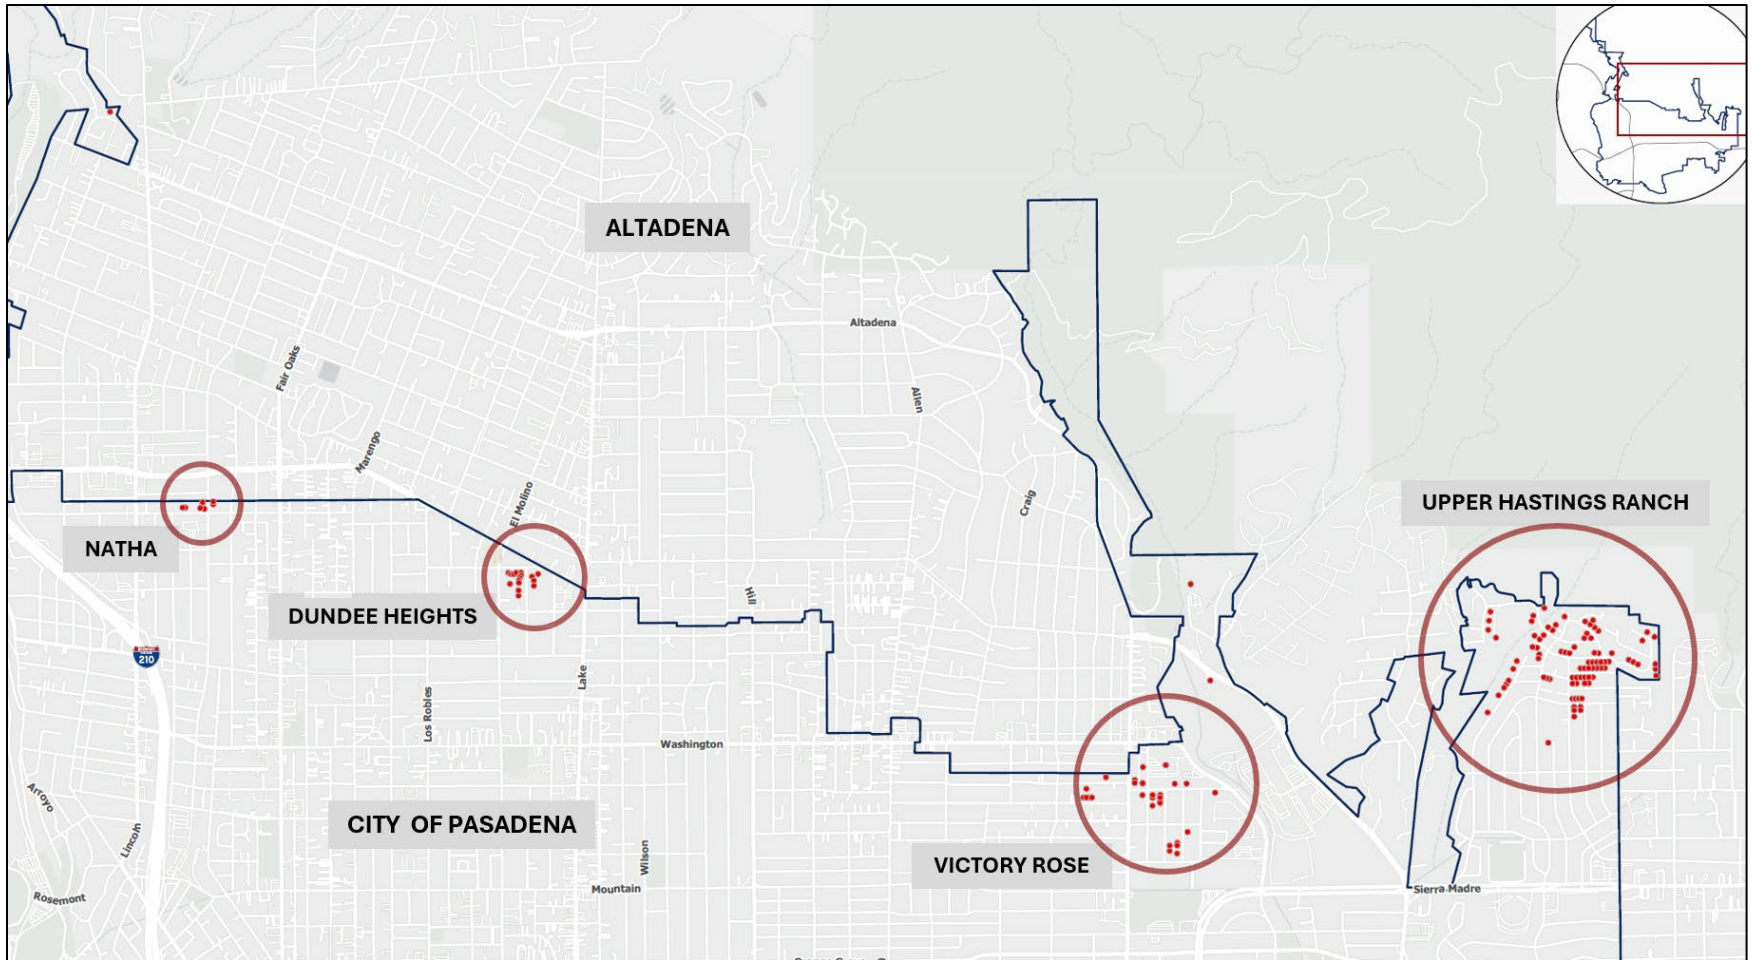 ALTADENA
Altadena
Fair Oaks
Allen
Marengo
El Molino
Craig
UPPER HASTINGS RANCH
NATHA
Hill
DUNDEE HEIGHTS
210
Lake
Los Robles
Washington
Arroyo
CITY OF PASADENA
Lincoln
Wilson
VICTORY ROSE
Mountain
Sierra Madre
Rosemont